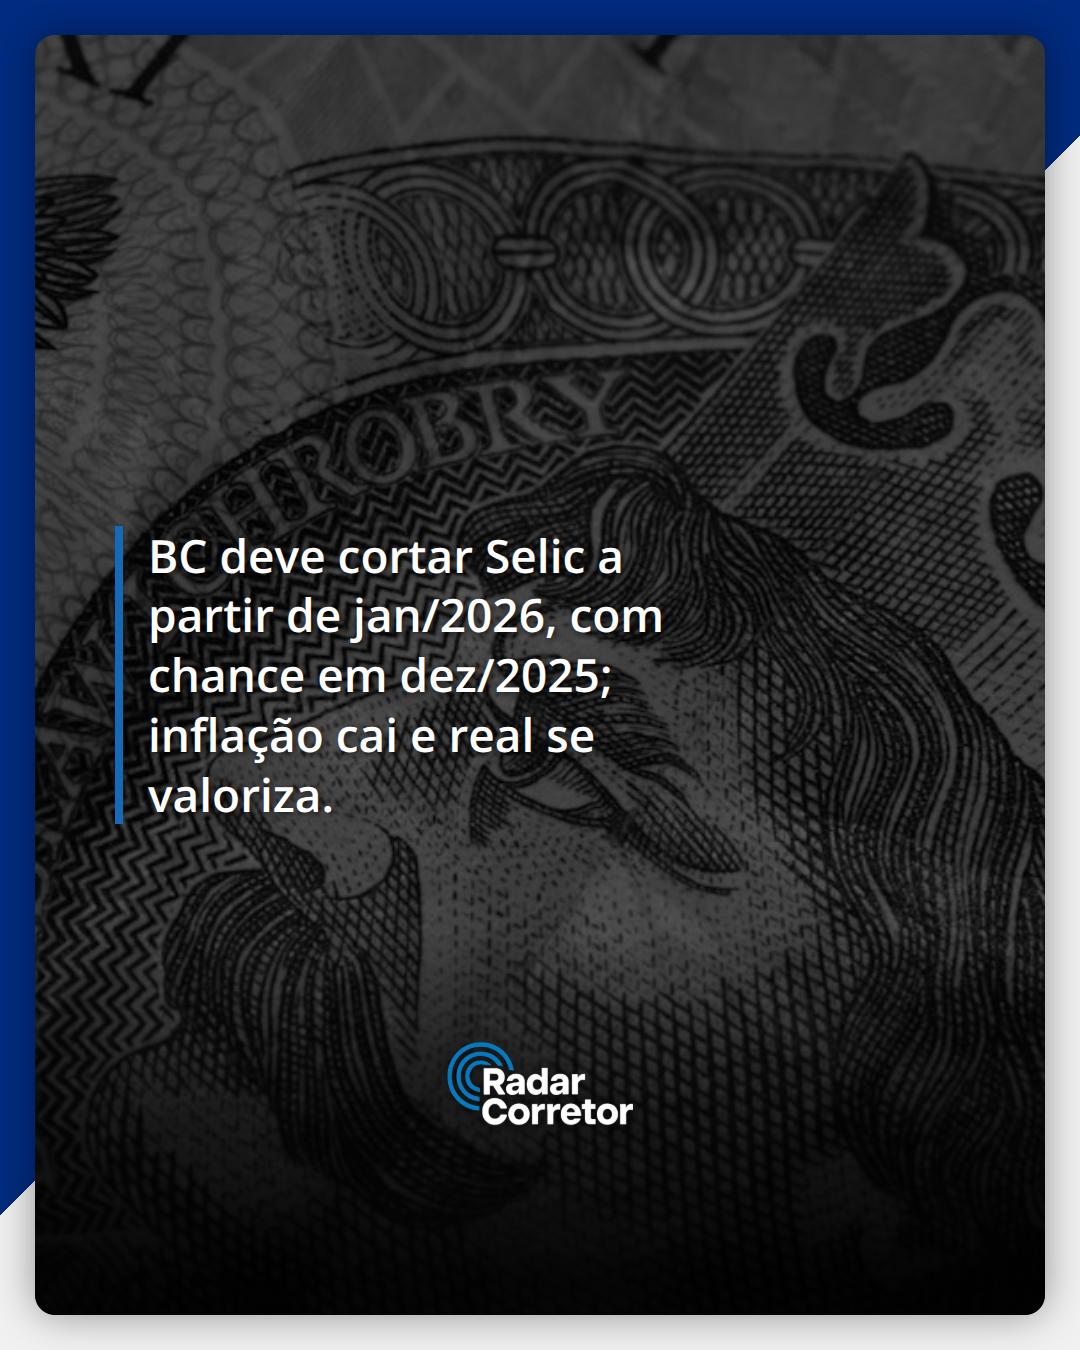 CHROBRY
BC deve cortar Selic a
partir de jan/2026, com
chance em dez/2025;
inflação cai e real se
valoriza.
Radar
Corretor